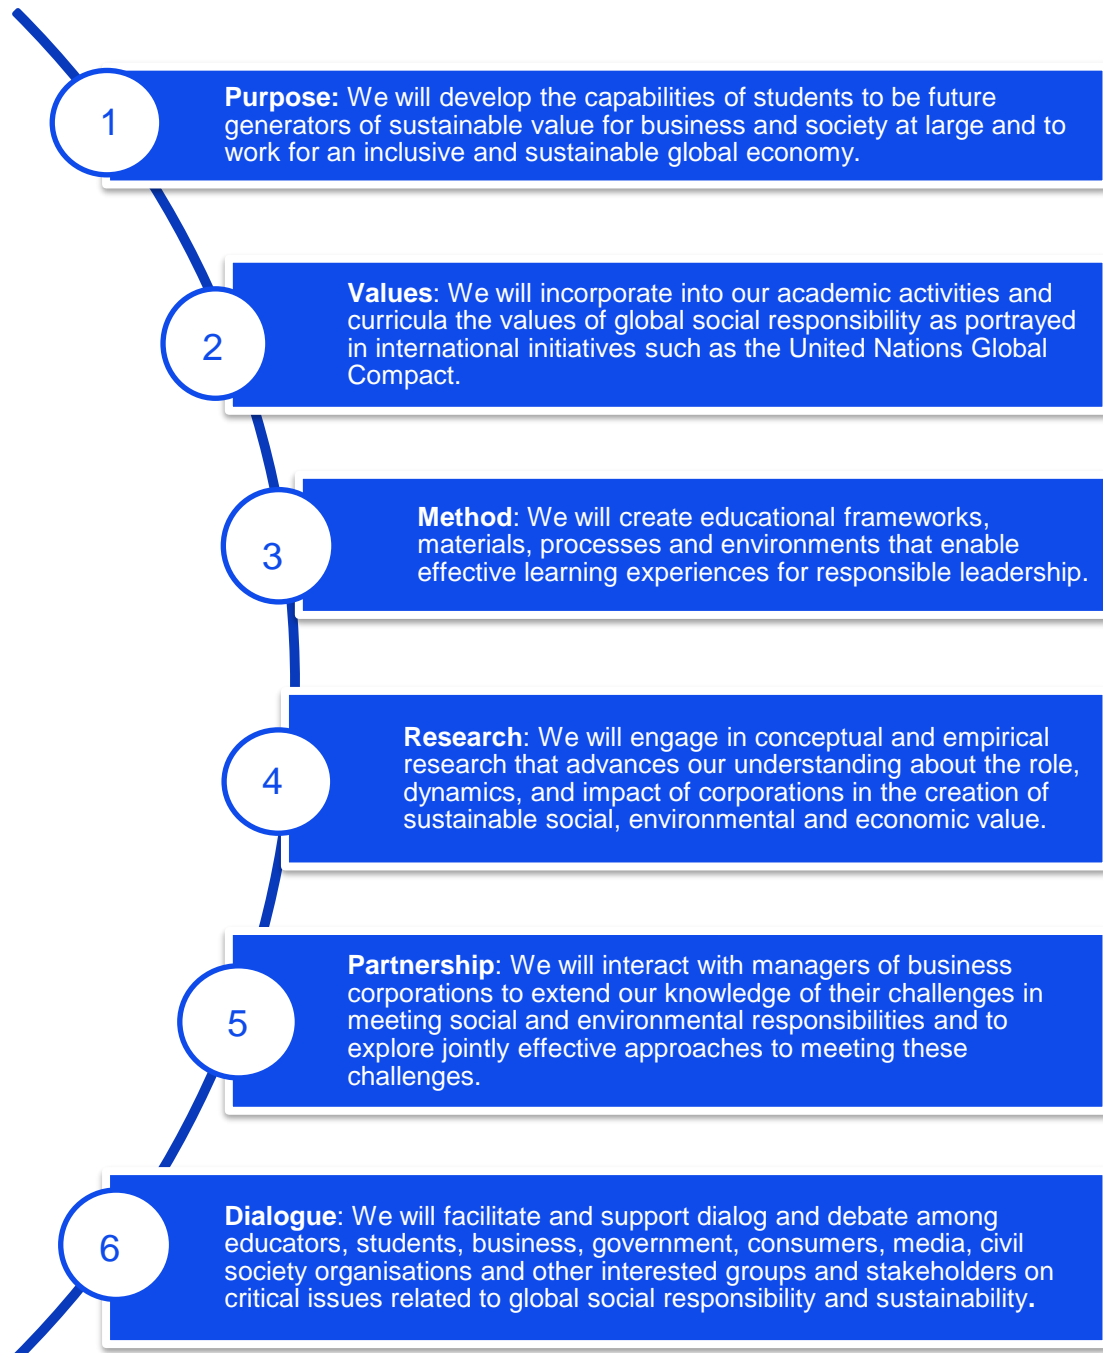 1
Purpose: We will develop the capabilities of students to be future
generators of sustainable value for business and society at large and to
work for an inclusive and sustainable global economy.
2
Values: We will incorporate into our academic activities and
curricula the values of global social responsibility as portrayed
in international initiatives such as the United Nations Global
Compact.
3
Method: We will create educational frameworks,
materials, processes and environments that enable
effective learning experiences for responsible leadership.
4
Research: We will engage in conceptual and empirical
research that advances our understanding about the role,
dynamics, and impact of corporations in the creation of
sustainable social, environmental and economic value.
5
Partnership: We will interact with managers of business
corporations to extend our knowledge of their challenges in
meeting social and environmental responsibilities and to
explore jointly effective approaches to meeting these
challenges.
6
Dialogue: We will facilitate and support dialog and debate among
educators, students, business, government, consumers, media, civil
society organisations and other interested groups and stakeholders on
critical issues related to global social responsibility and sustainability.